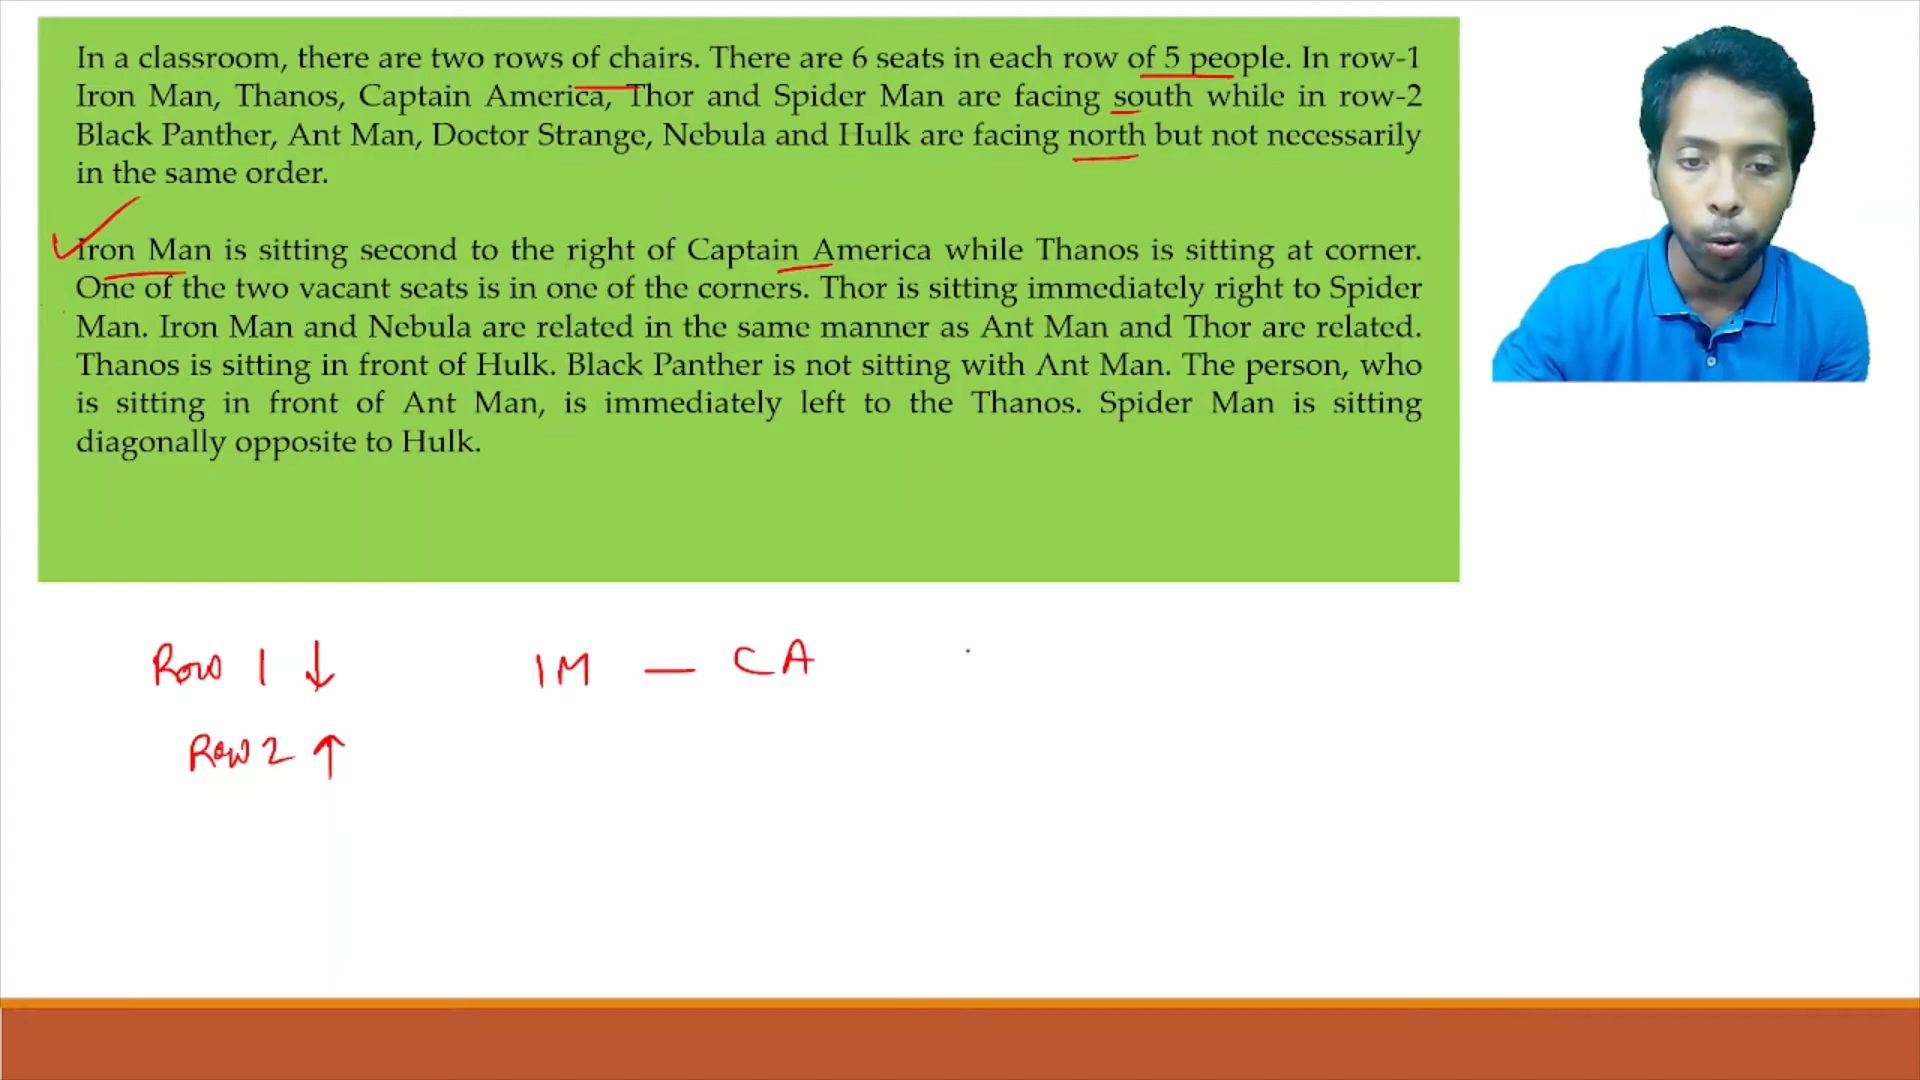 In a classroom, there are two rows of chairs. There are 6 seats in each row of 5 people. In row-1
Iron Man, Thanos, Captain America, Thor and Spider Man are facing south while in row-2
Black Panther, Ant Man, Doctor Strange, Nebula and Hulk are facing north but not necessarily
in the same order.
Iron Man is sitting second to the right of Captain America while Thanos is sitting at corner.
One of the two vacant seats is in one of the corners. Thor is sitting immediately right to Spider
Man. Iron Man and Nebula are related in the same manner as Ant Man and Thor are related.
Thanos is sitting in front of Hulk. Black Panther is not sitting with Ant Man. The person, who
is sitting in front of Ant Man, is immediately left to the Thanos. Spider Man is sitting
diagonally opposite to Hulk.
Row 1 ↓ IM — CA
Row 2 ↑